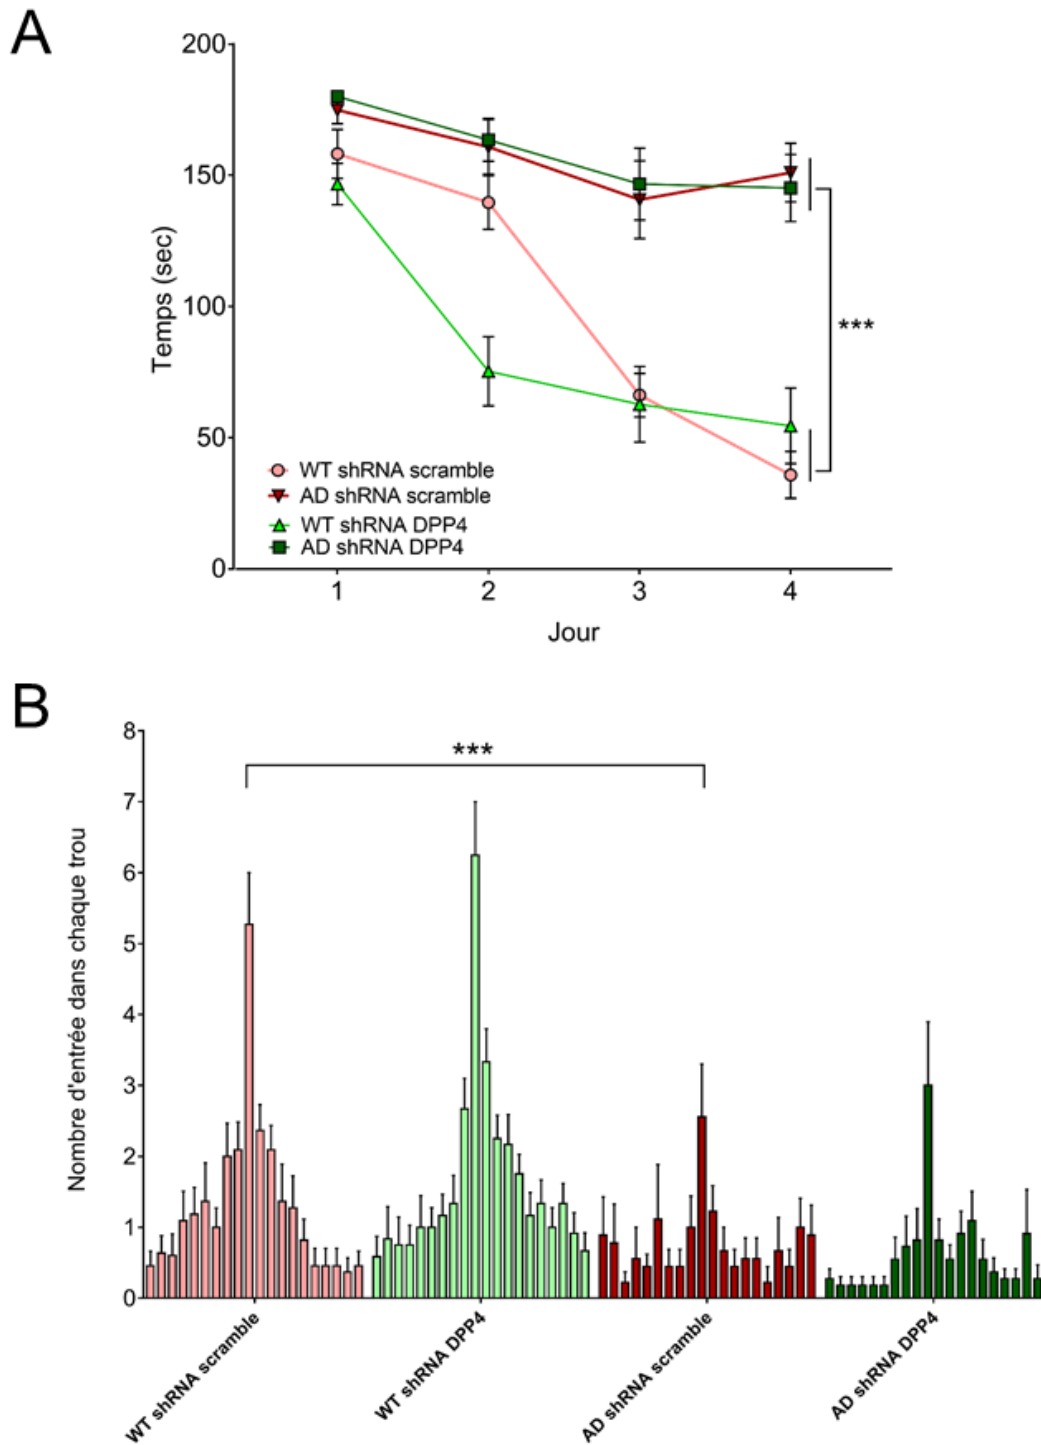 A
200
150
100
50
0
Temps (sec)
***
WT shRNA scramble
AD shRNA scramble
WT shRNA DPP4
AD shRNA DPP4
1 2 3 4
Jour
B
8
7
6
5
4
3
2
1
0
Nombre d'entrée dans chaque trou
***
WT shRNA scramble
WT shRNA DPP4
AD shRNA scramble
AD shRNA DPP4